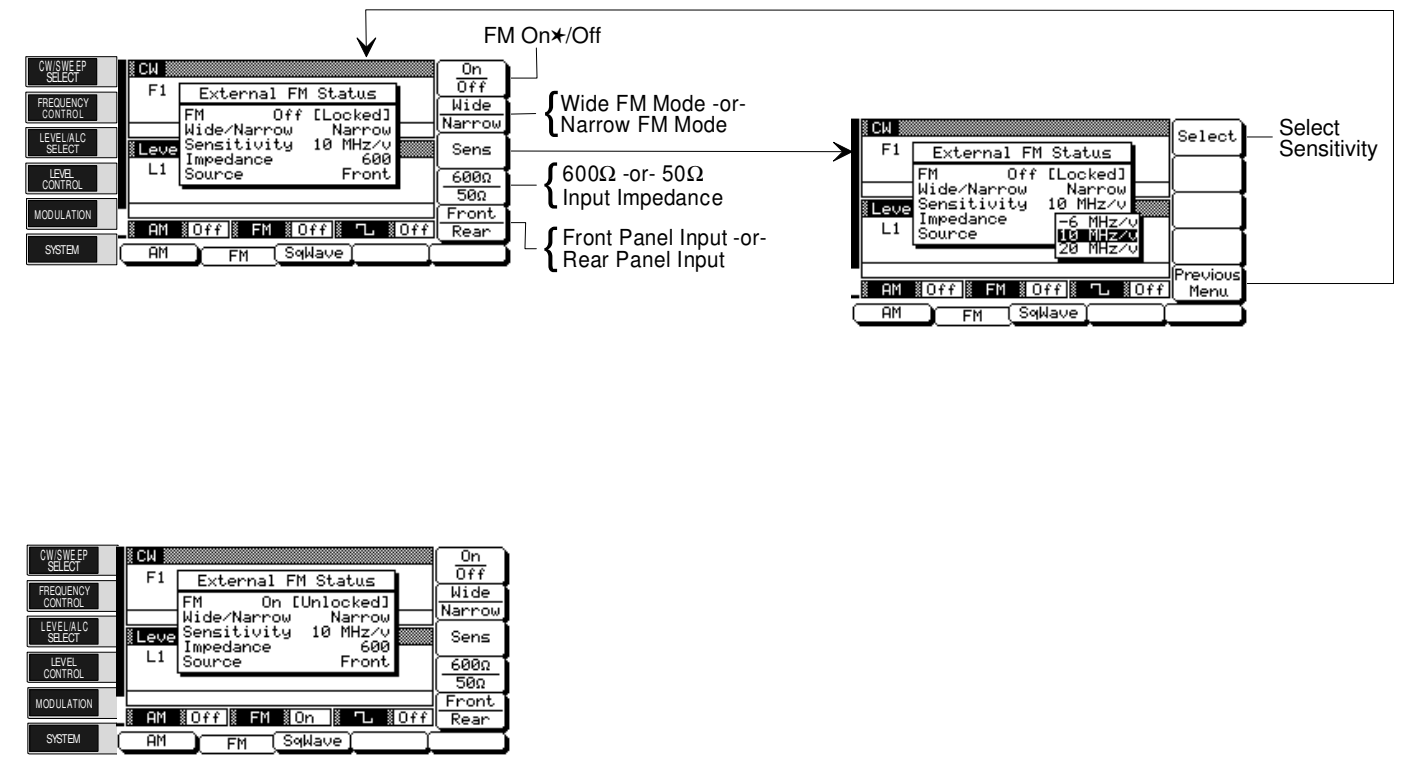 FM On★/Off
CW/SWEEP
SELECT
FREQUENCY
CONTROL
LEVEL/ALC
SELECT
LEVEL
CONTROL
MODULATION
SYSTEM
CW
F1
External FM Status
FM Off [Locked]
Wide/Narrow Narrow
Sensitivity 10 MHz/v
Impedance 600
Source Front
Leve
L1
AM Off FM Off Off
AM FM SqWave
On
Off
Wide
Narrow
Sens
600Ω
50Ω
Front
Rear
Wide FM Mode -or-
Narrow FM Mode
600Ω -or- 50Ω
Input Impedance
Front Panel Input -or-
Rear Panel Input
CW
F1
External FM Status
FM Off [Locked]
Wide/Narrow Narrow
Sensitivity 10 MHz/v
Impedance
Source
-6 MHz/v
10 MHz/v
20 MHz/v
Leve
L1
AM Off FM Off Off
AM FM SqWave
Select
Previous
Menu
Select
Sensitivity
CW/SWEEP
SELECT
FREQUENCY
CONTROL
LEVEL/ALC
SELECT
LEVEL
CONTROL
MODULATION
SYSTEM
CW
F1
External FM Status
FM On [Unlocked]
Wide/Narrow Narrow
Sensitivity 10 MHz/v
Impedance 600
Source Front
Leve
L1
AM Off FM On Off
AM FM SqWave
On
Off
Wide
Narrow
Sens
600Ω
50Ω
Front
Rear